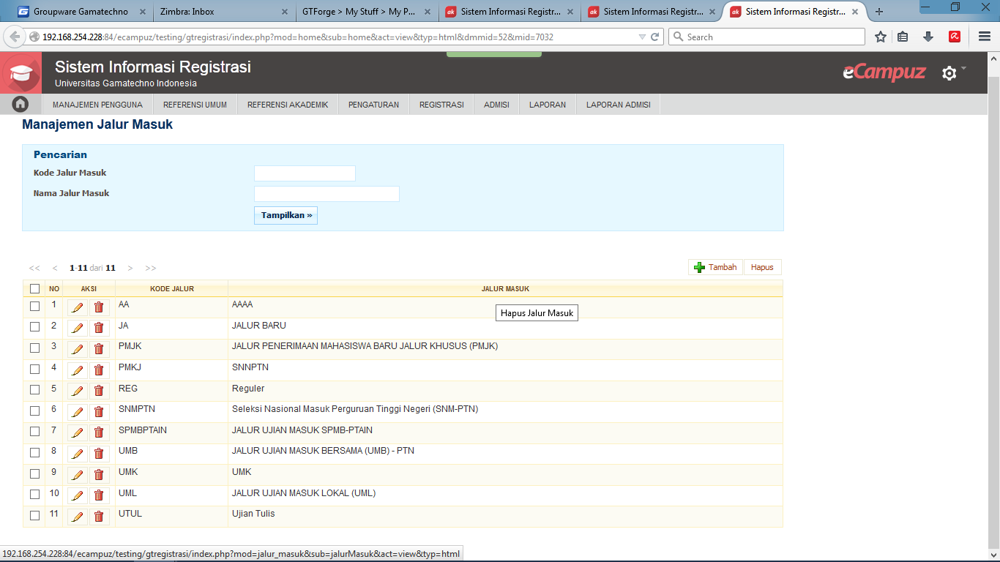 Groupware Gamatechno
Zimbra: Inbox
GTForge > My Stuff > My P...
Sistem Informasi Registr...
Sistem Informasi Registr...
Sistem Informasi Registr...
192.168.254.228:84/ecampuz/testing/gtregistrasi/index.php?mod=home&sub=home&act=view&typ=html&dmmid=52&mid=7032
Search
Sistem Informasi Registrasi
Universitas Gamatechno Indonesia
eCampuz
MANAJEMEN PENGGUNA REFERENSI UMUM REFERENSI AKADEMIK PENGATURAN REGISTRASI ADMISI LAPORAN LAPORAN ADMISI
Manajemen Jalur Masuk
Pencarian
Kode Jalur Masuk
Nama Jalur Masuk
Tampilkan »
<< < 1-11 dari 11 > >> Tambah Hapus
NO AKSI KODE JALUR JALUR MASUK
1 AA AAAA
Hapus Jalur Masuk
2 JA JALUR BARU
3 PMJK JALUR PENERIMAAN MAHASISWA BARU JALUR KHUSUS (PMJK)
4 PMKJ SNNPTN
5 REG Reguler
6 SNMPTN Seleksi Nasional Masuk Perguruan Tinggi Negeri (SNM-PTN)
7 SPMBPTAIN JALUR UJIAN MASUK SPMB-PTAIN
8 UMB JALUR UJIAN MASUK BERSAMA (UMB) - PTN
9 UMK UMK
10 UML JALUR UJIAN MASUK LOKAL (UML)
11 UTUL Ujian Tulis
192.168.254.228:84/ecampuz/testing/gtregistrasi/index.php?mod=jalur_masuk&sub=jalurMasuk&act=view&typ=html